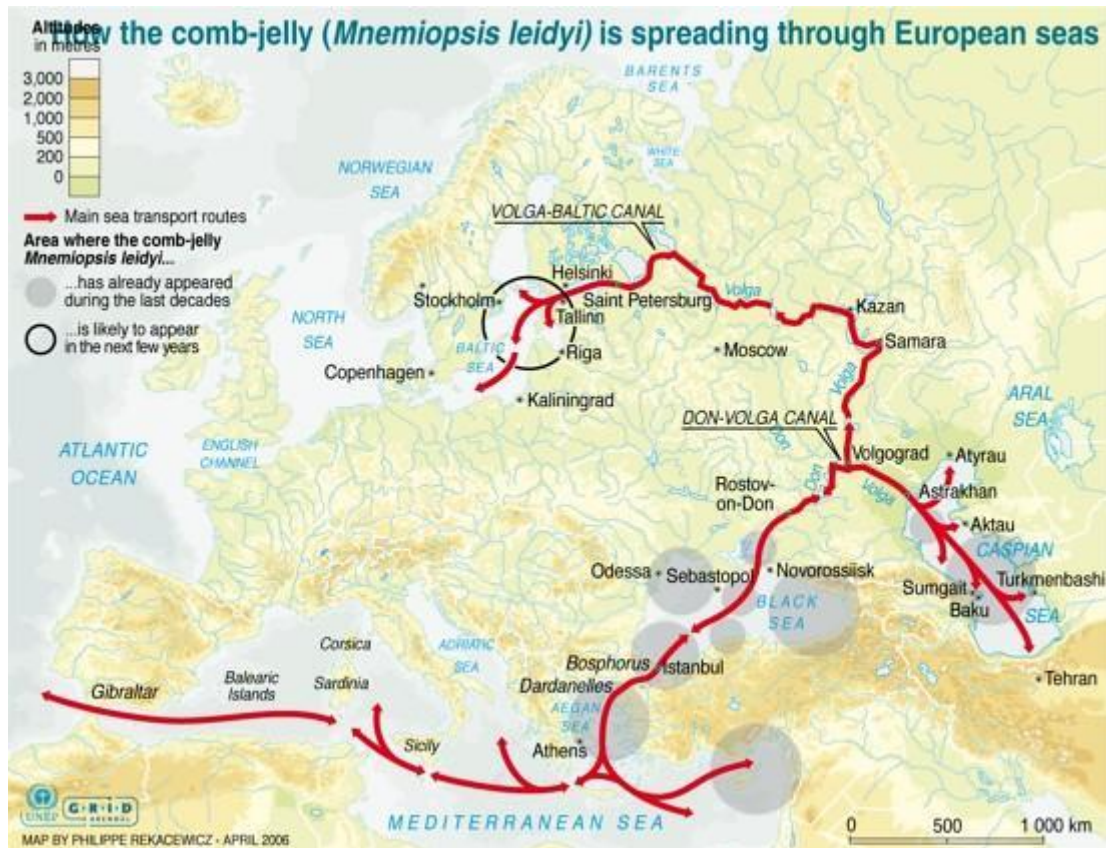 How the comb-jelly (Mnemiopsis leidyi) is spreading through European seas
Altitudes
in metres
3,000
2,000
1,000
500
200
0
Main sea transport routes
Area where the comb-jelly
Mnemiopsis leidyi...
...has already appeared
during the last decades
...is likely to appear
in the next few years
BARENTS
SEA
WHITE
SEA
NORWEGIAN
SEA
VOLGA-BALTIC CANAL
Helsinki
Stockholm
Saint Petersburg
Tallinn
Volga
Kazan
NORTH
SEA
BALTIC
SEA
Riga
Moscow
Samara
Copenhagen
Kaliningrad
Volga
ARAL
SEA
DON-VOLGA CANAL
Don
ATLANTIC
OCEAN
ENGLISH
CHANNEL
Volgograd
Atyrau
Rostov-
on-Don
Don
Volga
Astrakhan
Aktau
CASPIAN
SEA
Odessa
Sebastopol
Novorossiisk
Sumgait
Turkmenbashi
Baku
BLACK
SEA
Corsica
ADRIATIC
SEA
Bosphorus
Istanbul
Tehran
Gibraltar
Balearic
Islands
Sardinia
Dardanelles
AEGAN
SEA
Sicily
Athens
MEDITERRANEAN SEA
UNEP
G R I D
ARENDAL
MAP BY PHILIPPE REKACEWICZ - APRIL 2006
0 500 1 000 km